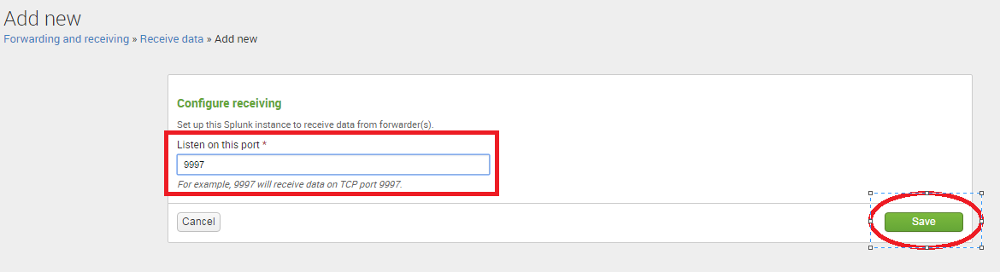 Add new
Forwarding and receiving » Receive data » Add new
Configure receiving
Set up this Splunk instance to receive data from forwarder(s).
Listen on this port *
9997
For example, 9997 will receive data on TCP port 9997.
Cancel
Save